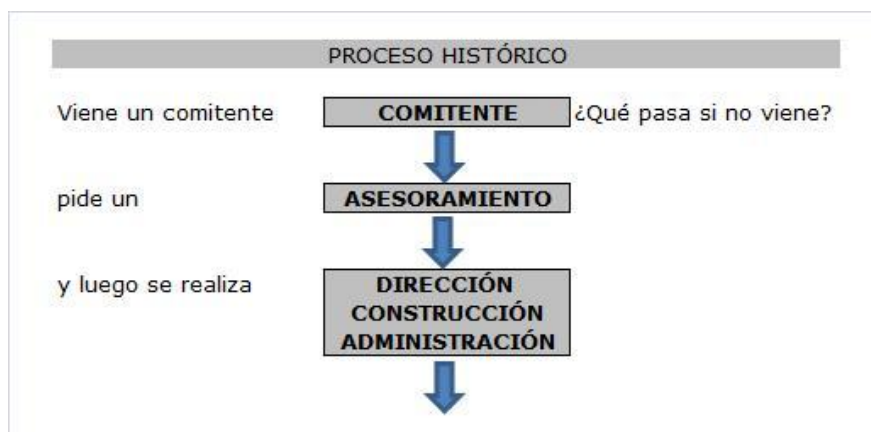 PROCESO HISTÓRICO
Viene un comitente COMITENTE ¿Qué pasa si no viene?
pide un ASESORAMIENTO
y luego se realiza DIRECCIÓN
CONSTRUCCIÓN
ADMINISTRACIÓN